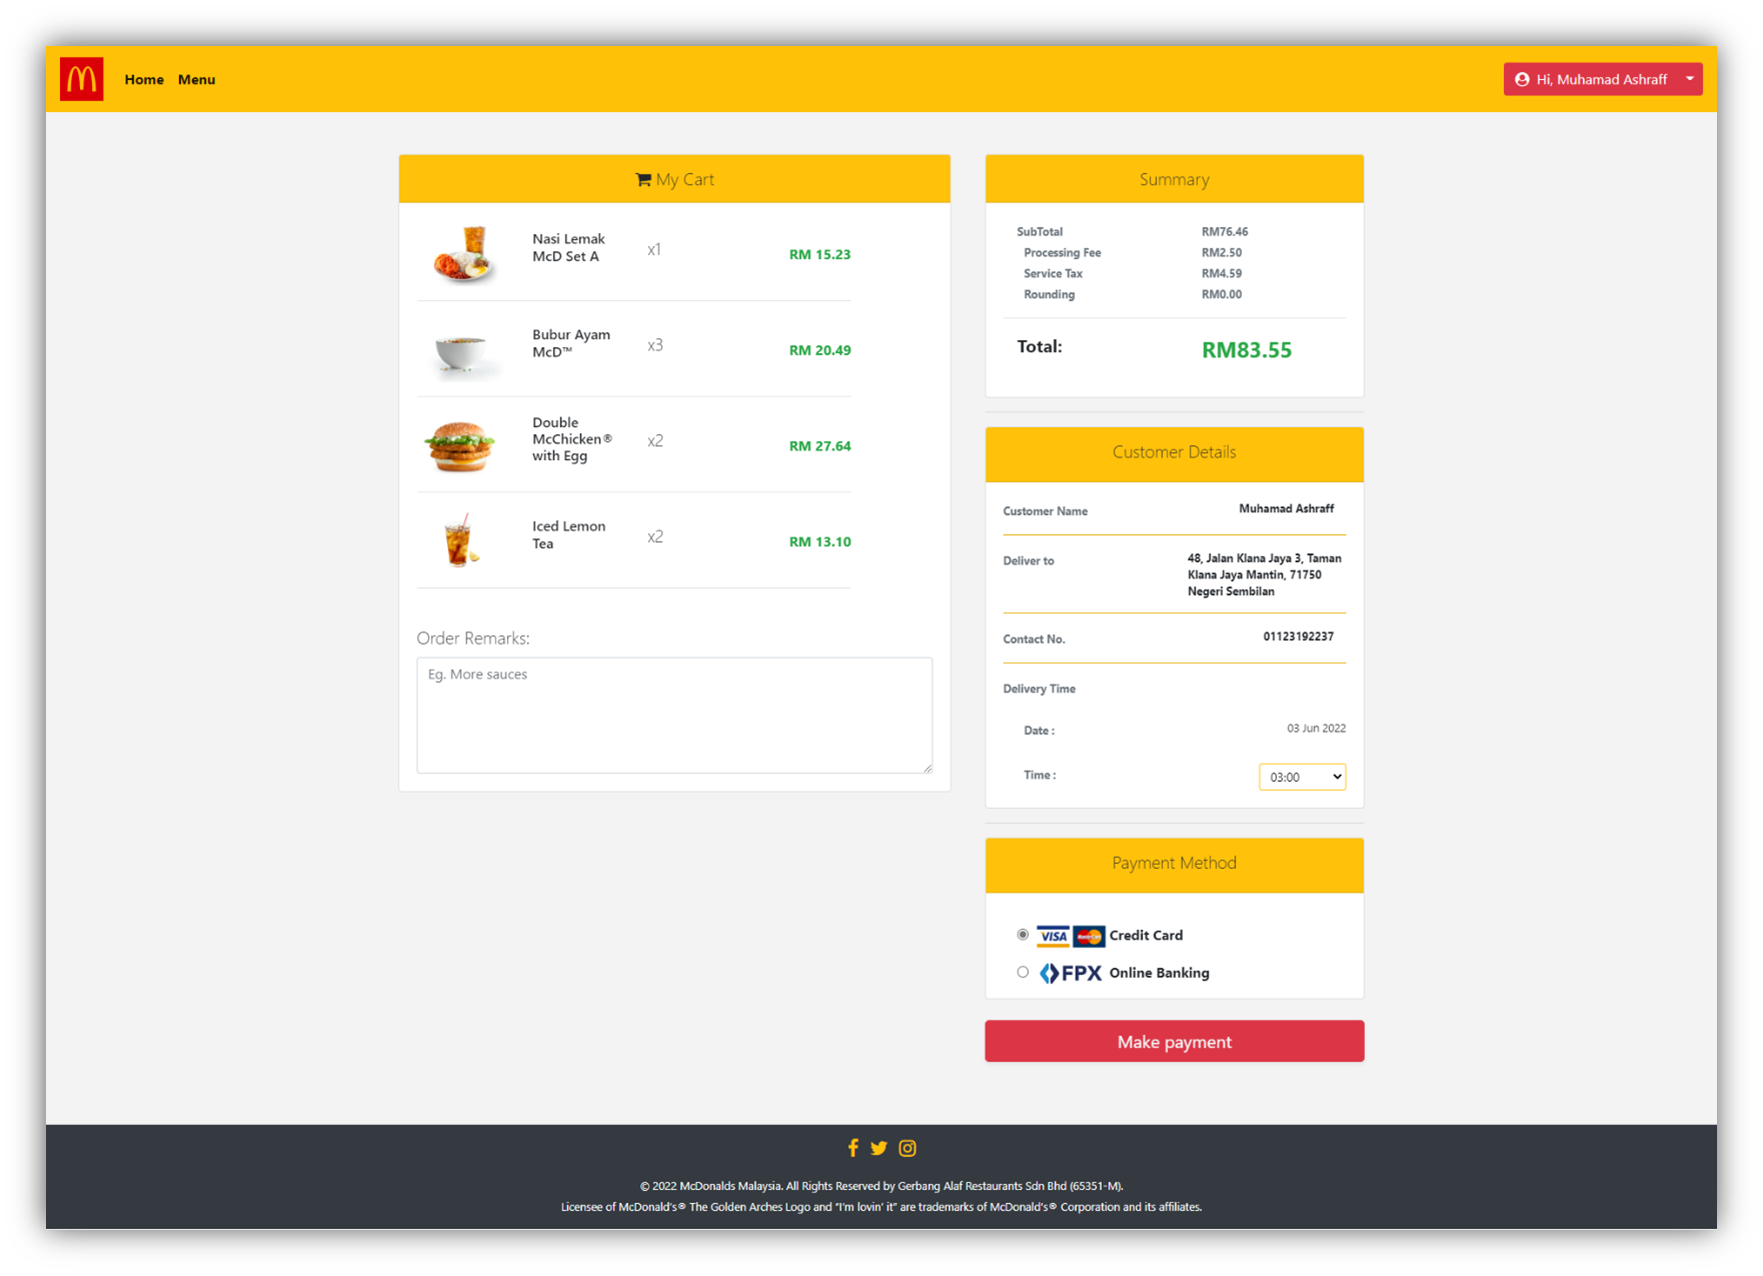 Home Menu
Hi, Muhamad Ashraff
My Cart
Nasi Lemak
McD Set A
x1
RM 15.23
Bubur Ayam
McD™
x3
RM 20.49
Double
McChicken®
with Egg
x2
RM 27.64
Iced Lemon
Tea
x2
RM 13.10
Order Remarks:
Eg. More sauces
Summary
SubTotal RM76.46
Processing Fee RM2.50
Service Tax RM4.59
Rounding RM0.00
Total: RM83.55
Customer Details
Customer Name Muhamad Ashraff
Deliver to 48, Jalan Klana Jaya 3, Taman
Klana Jaya Mantin, 71750
Negeri Sembilan
Contact No. 01123192237
Delivery Time
Date : 03 Jun 2022
Time : 03:00
Payment Method
VISA MasterCard Credit Card
FPX Online Banking
Make payment
© 2022 McDonalds Malaysia. All Rights Reserved by Gerbang Alaf Restaurants Sdn Bhd (65351-M).
Licensee of McDonald's® The Golden Arches Logo and "I'm lovin' it" are trademarks of McDonald's® Corporation and its affiliates.